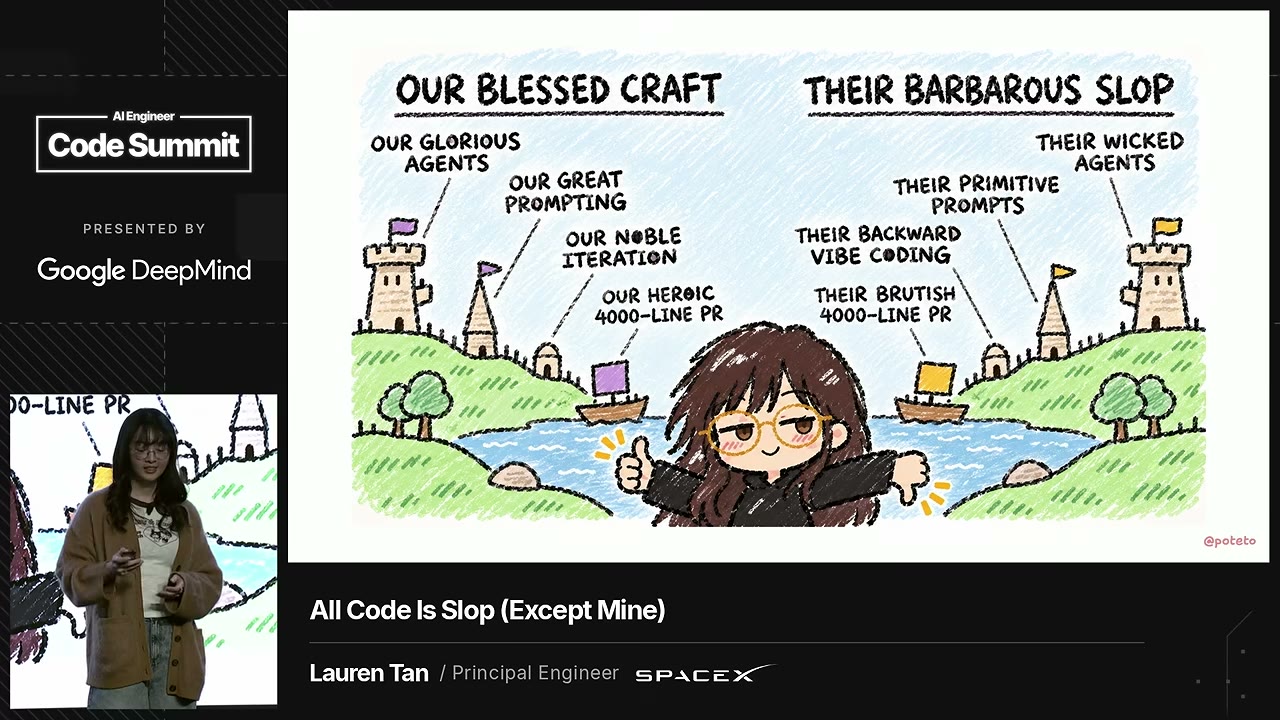 AI Engineer
Code Summit
PRESENTED BY
Google DeepMind
OUR BLESSED CRAFT
OUR GLORIOUS
AGENTS
OUR GREAT
PROMPTING
OUR NOBLE
ITERATION
OUR HEROIC
4000-LINE PR
THEIR BARBAROUS SLOP
THEIR WICKED
AGENTS
THEIR PRIMITIVE
PROMPTS
THEIR BACKWARD
VIBE CODING
THEIR BRUTISH
4000-LINE PR
@poteto
00-LINE PR
All Code Is Slop (Except Mine)
Lauren Tan / Principal Engineer SPACEX